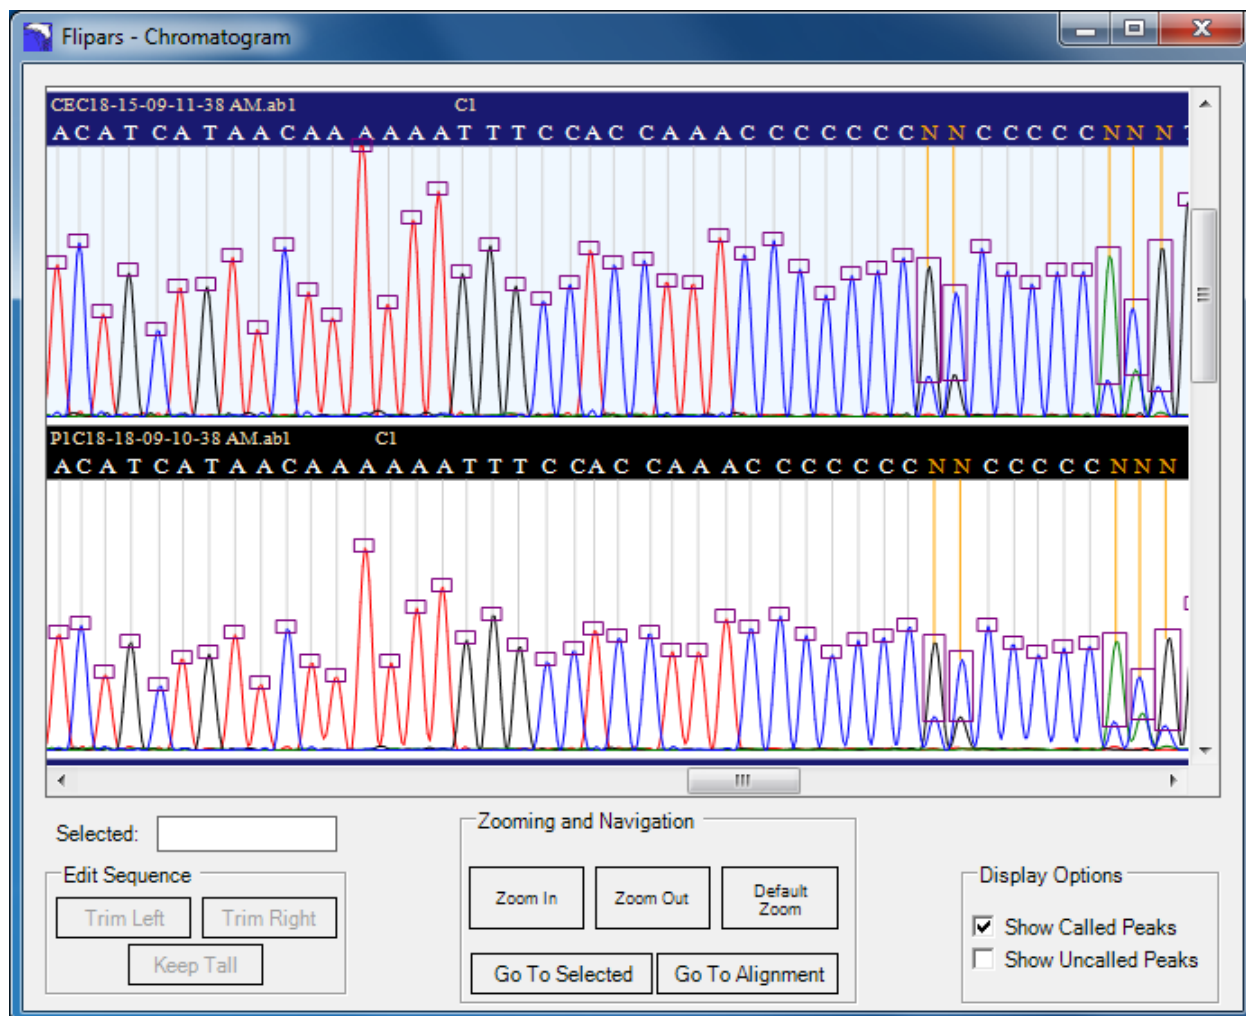 Flipars - Chromatogram
CEC18-15-09-11-38 AM.ab1 C1
A C A T C A T A A C A A A A A A T T T C C A C C A A A C C C C C C C N N C C C C C N N N
P1C18-18-09-10-38 AM.ab1 C1
A C A T C A T A A C A A A A A A T T T C C A C C A A A C C C C C C C N N C C C C C N N N
Selected:
Zooming and Navigation
Edit Sequence
Display Options
Trim Left Trim Right
Zoom In Zoom Out Default Zoom
Show Called Peaks
Keep Tall
Go To Selected Go To Alignment
Show Uncalled Peaks